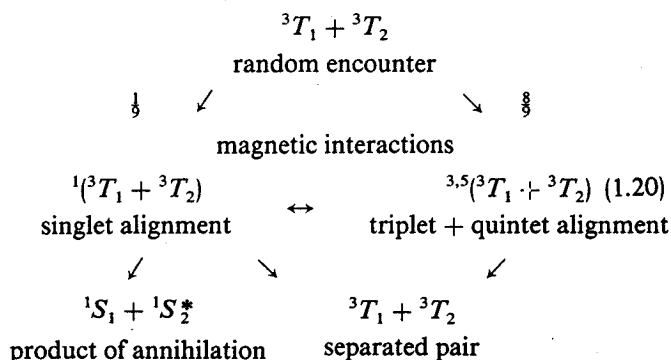 ³T₁ + ³T₂
random encounter
1/9 ↙ ↘ 8/9
magnetic interactions
¹(³T₁ + ³T₂) ↔ ³,⁵(³T₁ + ³T₂) (1.20)
singlet alignment triplet + quintet alignment
↙ ↘ ↙
¹S₁ + ¹S₂* ³T₁ + ³T₂
product of annihilation separated pair